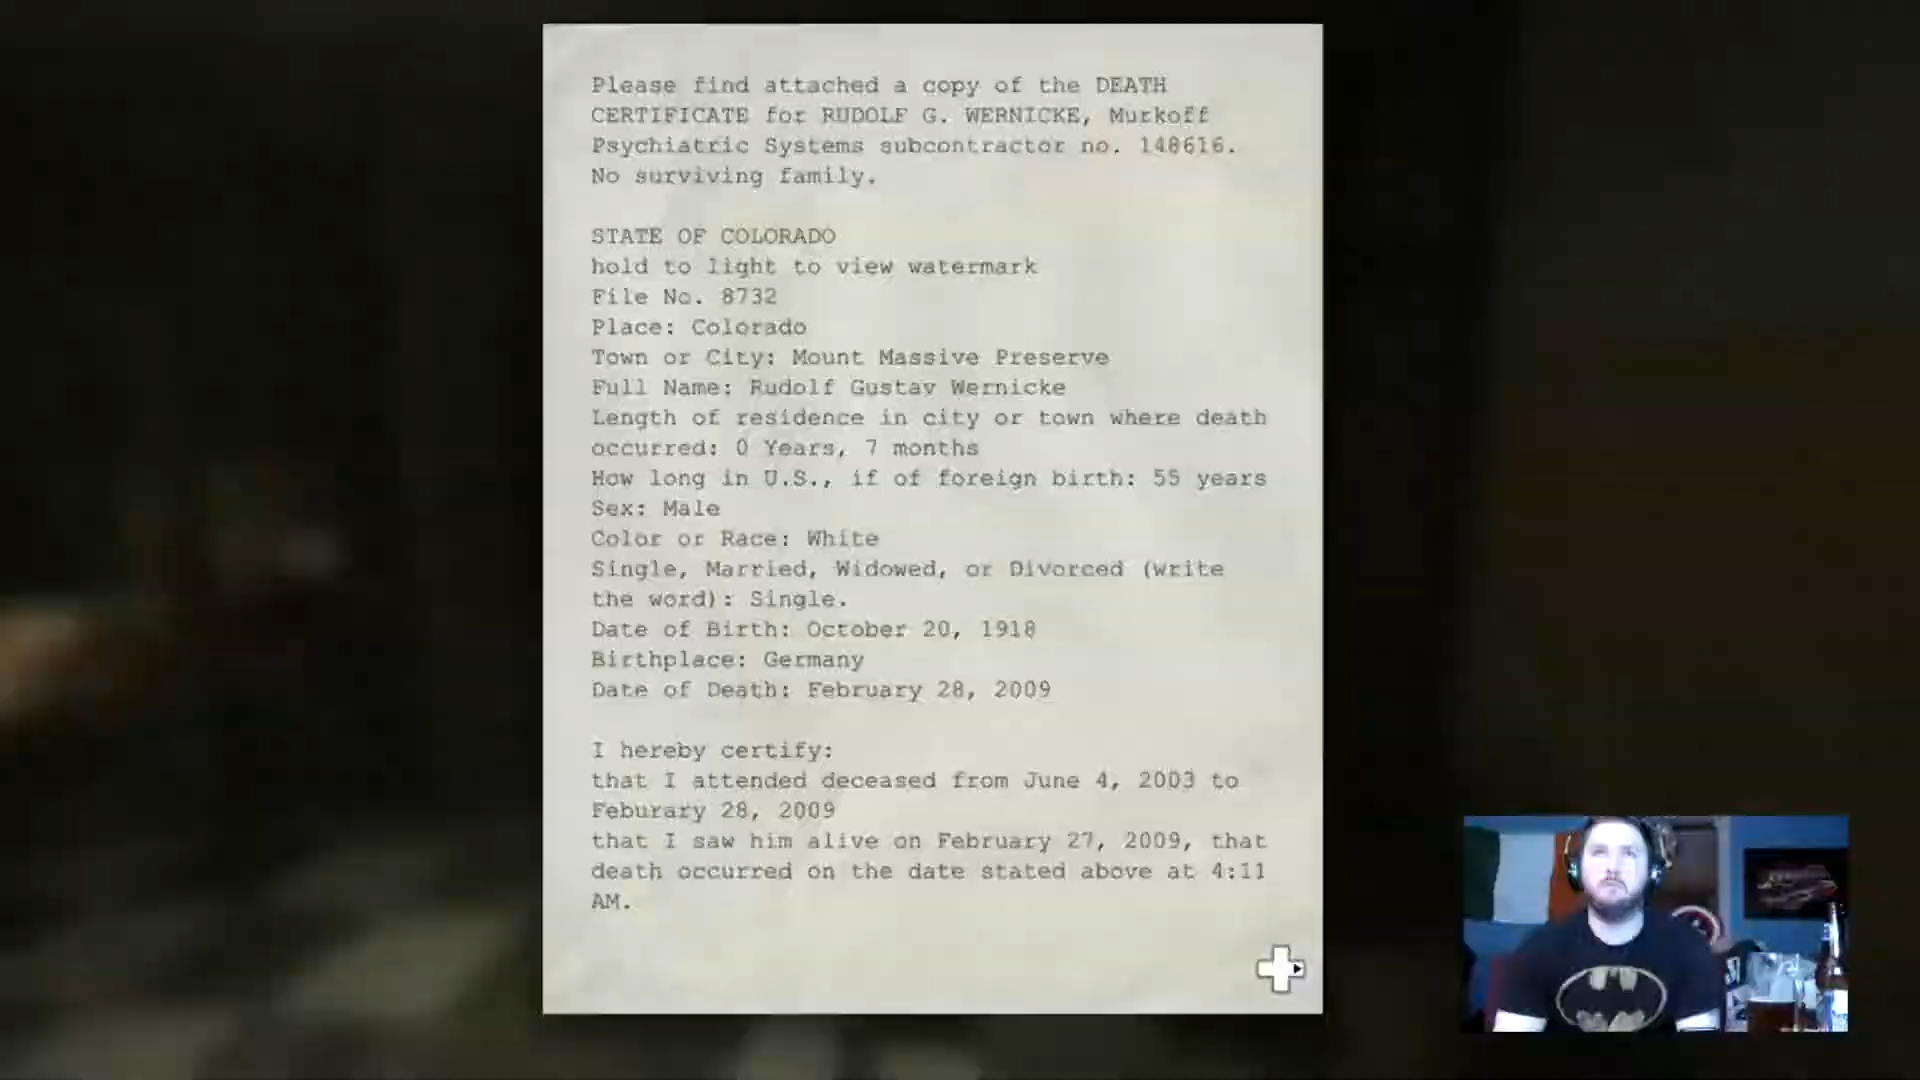 Please find attached a copy of the DEATH
CERTIFICATE for RUDOLF G. WERNICKE, Murkoff
Psychiatric Systems subcontractor no. 148616.
No surviving family.
STATE OF COLORADO
hold to light to view watermark
File No. 8732
Place: Colorado
Town or City: Mount Massive Preserve
Full Name: Rudolf Gustav Wernicke
Length of residence in city or town where death
occurred: 0 Years, 7 months
How long in U.S., if of foreign birth: 55 years
Sex: Male
Color or Race: White
Single, Married, Widowed, or Divorced (write
the word): Single.
Date of Birth: October 20, 1918
Birthplace: Germany
Date of Death: February 28, 2009
I hereby certify:
that I attended deceased from June 4, 2003 to
Feburary 28, 2009
that I saw him alive on February 27, 2009, that
death occurred on the date stated above at 4:11
AM.